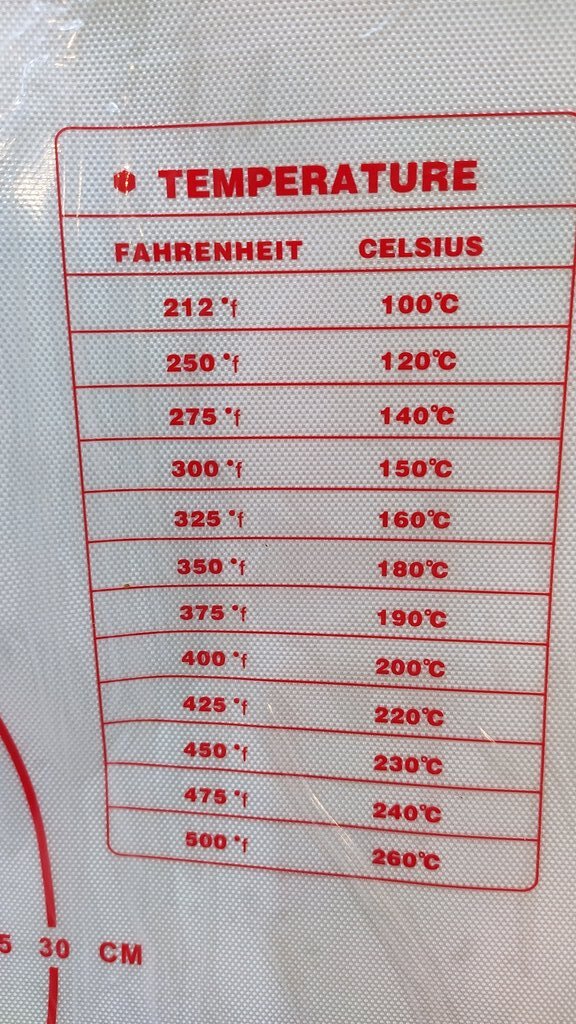 TEMPERATURE
FAHRENHEIT CELSIUS
212 °f 100℃
250 °f 120℃
275 °f 140℃
300 °f 150℃
325 °f 160℃
350 °f 180℃
375 °f 190℃
400 °f 200℃
425 °f 220℃
450 °f 230℃
475 °f 240℃
500 °f 260℃
5 30 CM